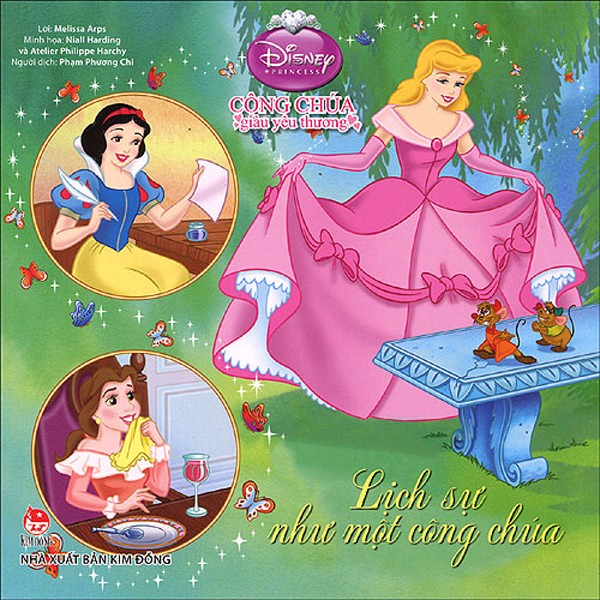 Lời: Melissa Arps
Minh họa: Niall Harding
và Atelier Philippe Harchy
Người dịch: Phạm Phương Chi
Disney
PRINCESS
CÔNG CHÚA
giàu yêu thương
Lịch sự
như một công chúa
KIM ĐỒNG
NHÀ XUẤT BẢN KIM ĐỒNG